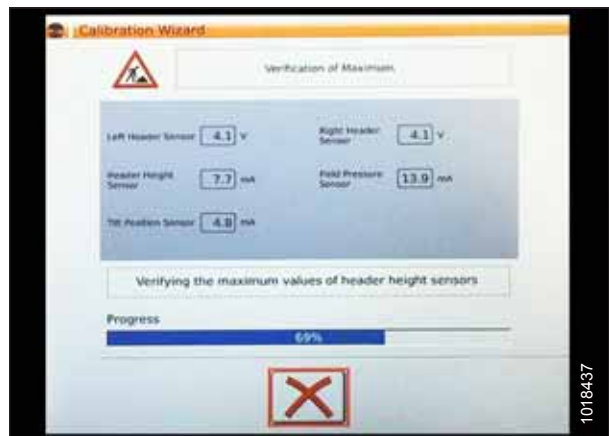 Calibration Wizard
Verification of Maximum
Left Header Sensor 4.1 V
Right Header Sensor 4.1 V
Header Height Sensor 7.7 mA
Field Pressure Sensor 13.9 mA
Tilt Position Sensor 4.8 mA
Verifying the maximum values of header height sensors
Progress
69%
1018437